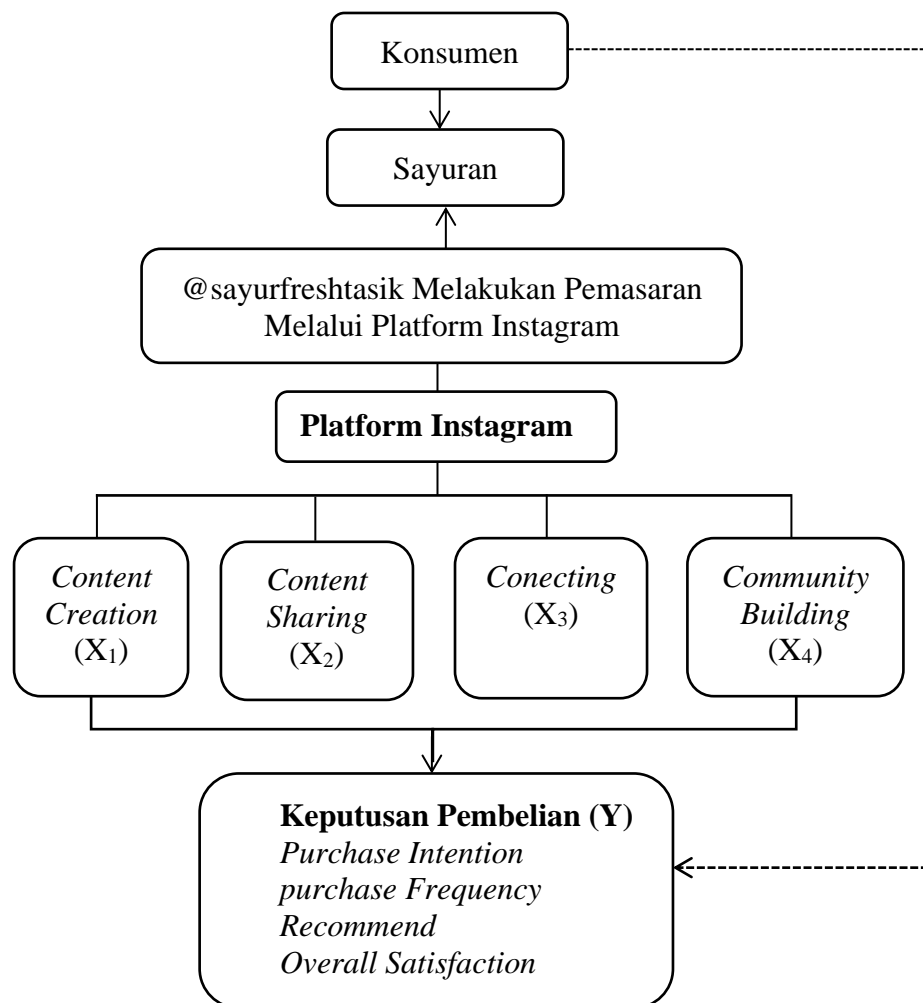 Konsumen
Sayuran
@sayurfreshtasik Melakukan Pemasaran
Melalui Platform Instagram
Platform Instagram
Content
Creation
(X₁)
Content
Sharing
(X₂)
Conecting
(X₃)
Community
Building
(X₄)
Keputusan Pembelian (Y)
Purchase Intention
purchase Frequency
Recommend
Overall Satisfaction